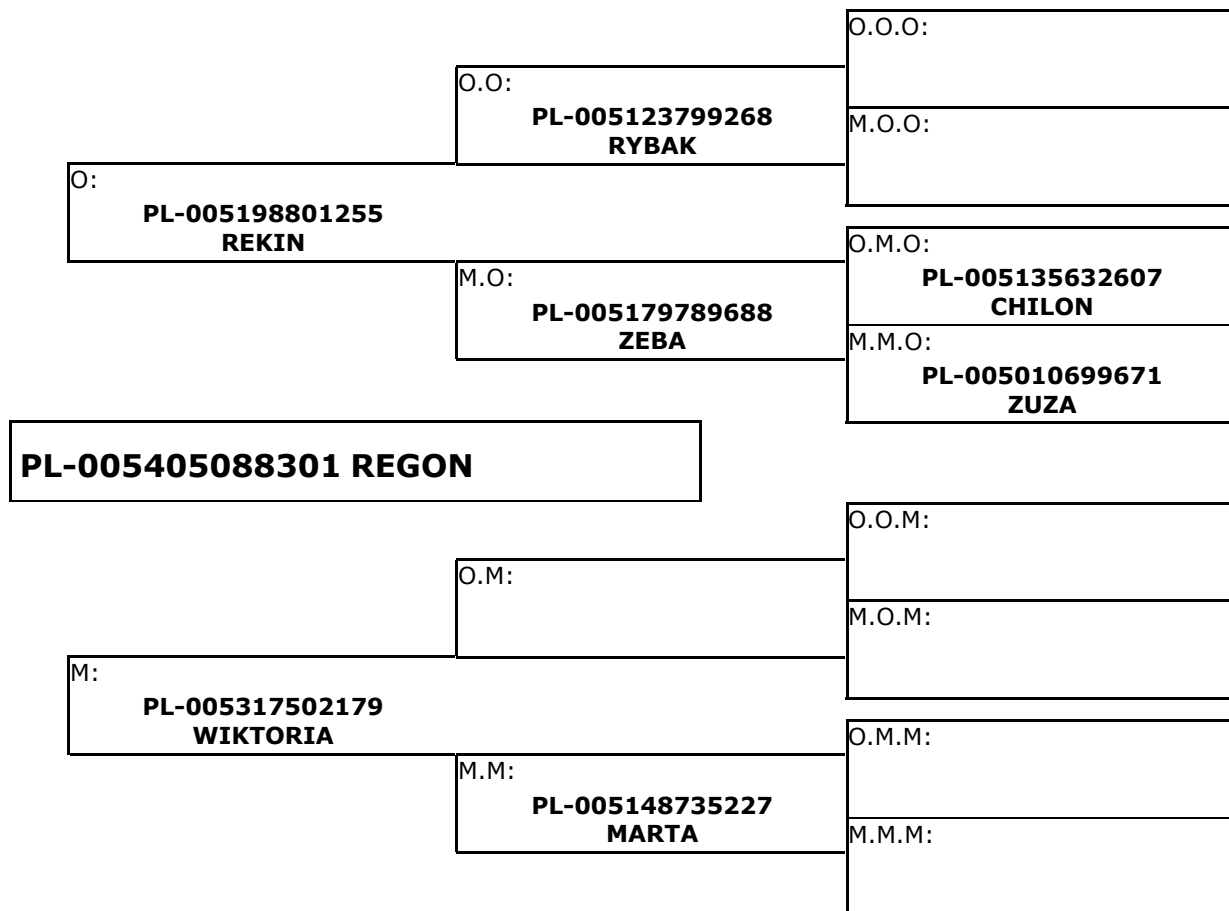 O.O.O:
O.O:
PL-005123799268
RYBAK
M.O.O:
O:
PL-005198801255
REKIN
O.M.O:
PL-005135632607
CHILON
M.O:
PL-005179789688
ZEBA
M.M.O:
PL-005010699671
ZUZA
PL-005405088301 REGON
O.O.M:
O.M:
M.O.M:
M:
PL-005317502179
WIKTORIA
O.M.M:
M.M:
PL-005148735227
MARTA
M.M.M: